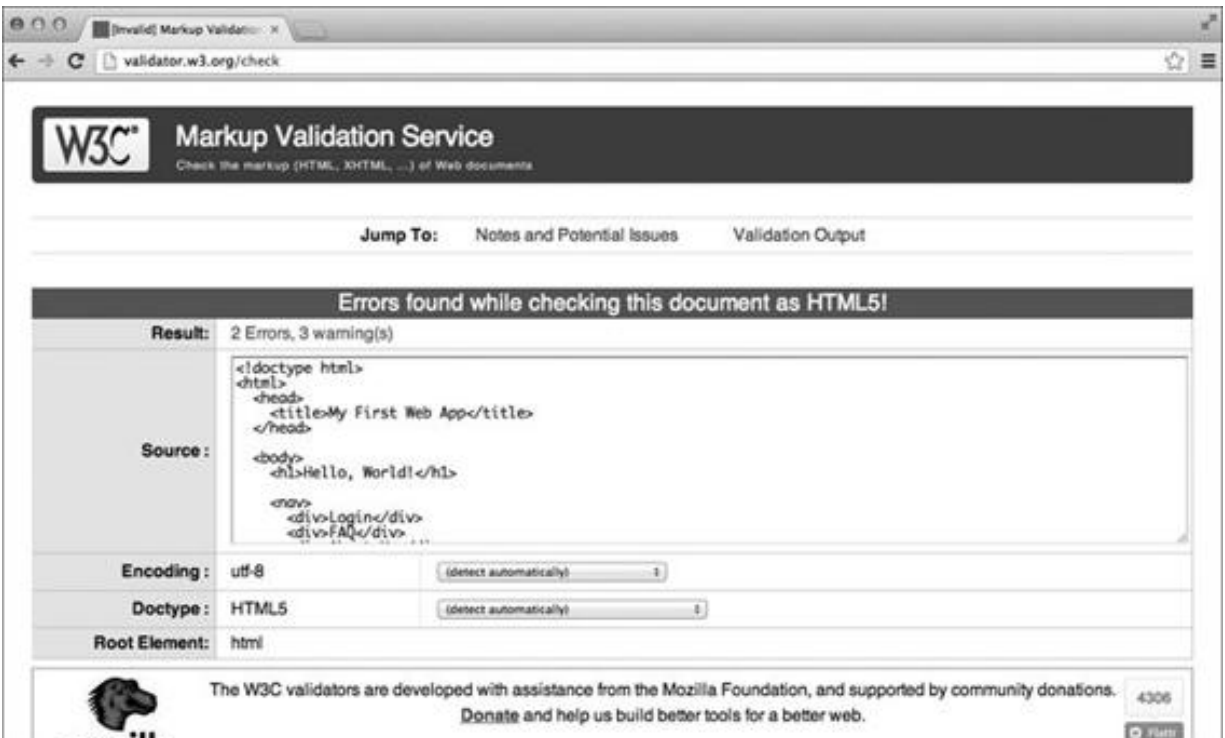 [Invalid] Markup Validation
validator.w3.org/check
W3C® Markup Validation Service
Check the markup (HTML, XHTML, ...) of Web documents
Jump To: Notes and Potential Issues Validation Output
Errors found while checking this document as HTML5!
Result: 2 Errors, 3 warning(s)
Source :
<!doctype html>
<html>
<head>
<title>My First Web App</title>
</head>
<body>
<h1>Hello, World!</h1>
<nav>
<div>Login</div>
<div>FAQ</div>
Encoding : utf-8 (detect automatically)
Doctype : HTML5 (detect automatically)
Root Element: html
The W3C validators are developed with assistance from the Mozilla Foundation, and supported by community donations.
Donate and help us build better tools for a better web.
4306
Flattr